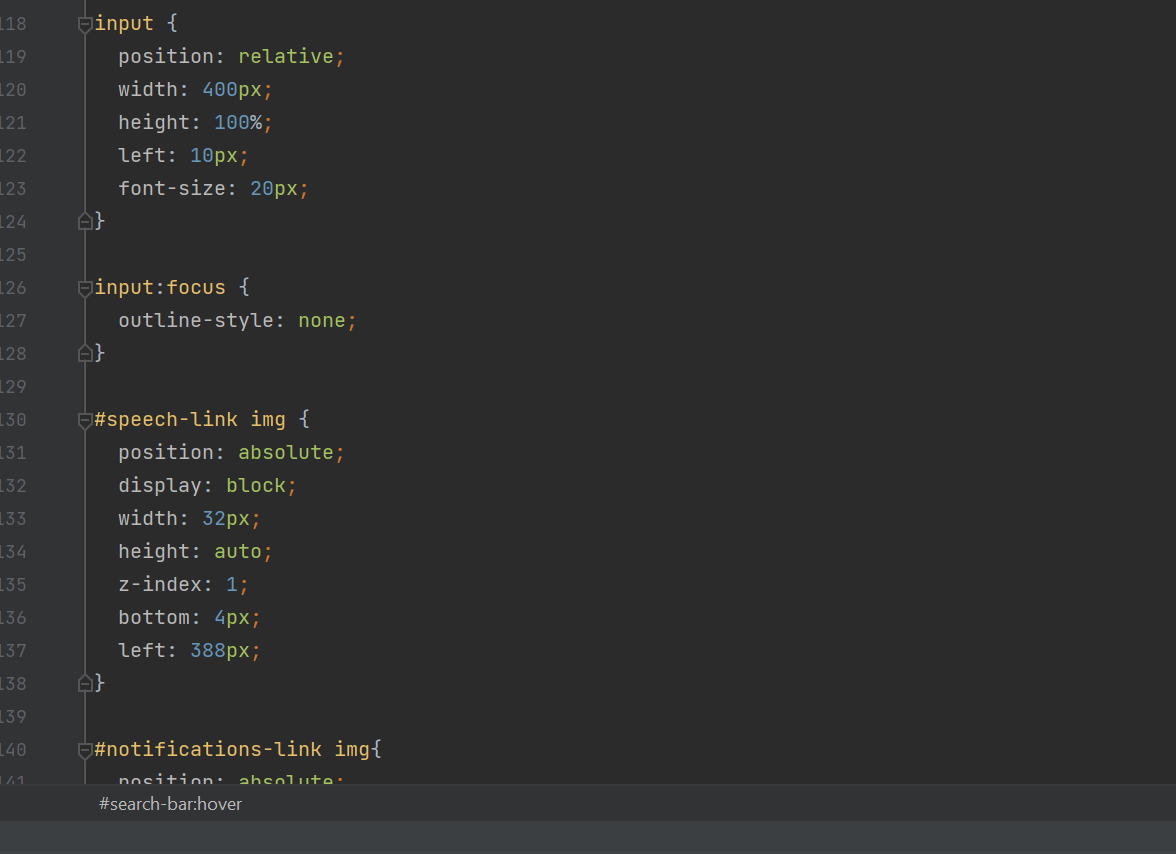 118 input {
119 position: relative;
120 width: 400px;
121 height: 100%;
122 left: 10px;
123 font-size: 20px;
124 }
125
126 input:focus {
127 outline-style: none;
128 }
129
130 #speech-link img {
131 position: absolute;
132 display: block;
133 width: 32px;
134 height: auto;
135 z-index: 1;
136 bottom: 4px;
137 left: 388px;
138 }
139
140 #notifications-link img{
141 position: absolute;
#search-bar:hover